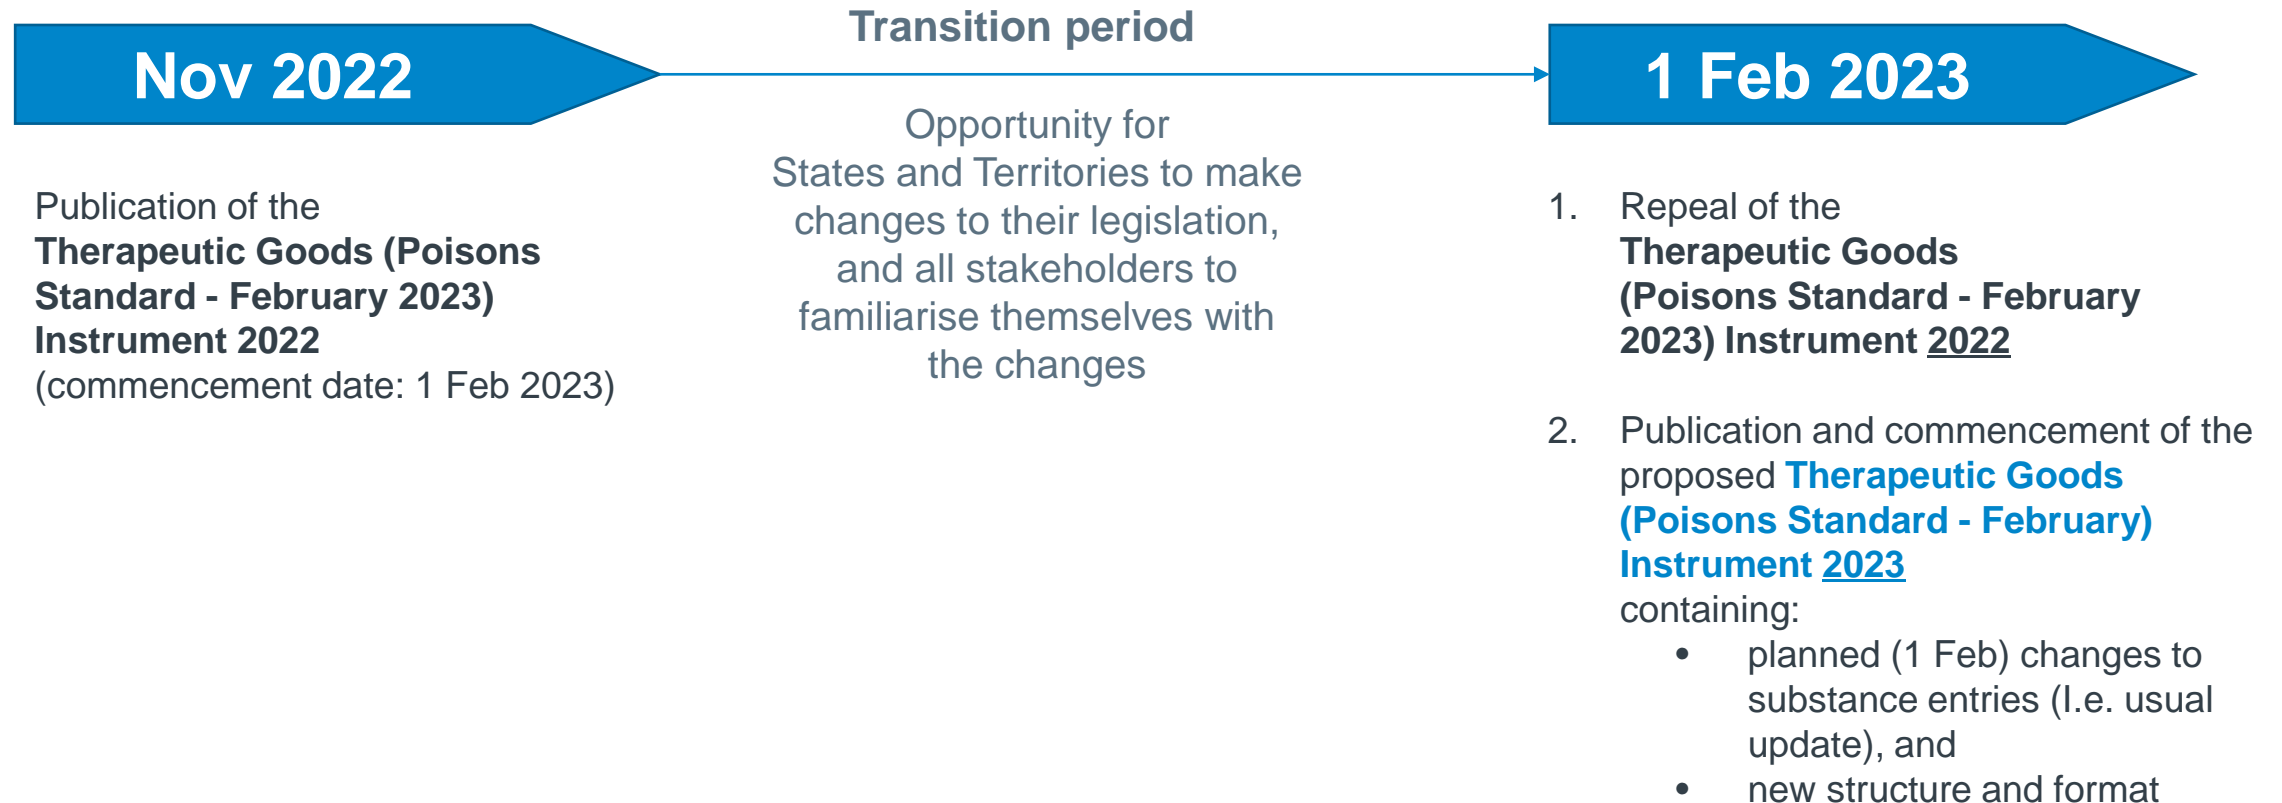 Nov 2022
Publication of the
Therapeutic Goods (Poisons
Standard - February 2023)
Instrument 2022
(commencement date: 1 Feb 2023)
Transition period
Opportunity for
States and Territories to make
changes to their legislation,
and all stakeholders to
familiarise themselves with
the changes
1 Feb 2023
1. Repeal of the
Therapeutic Goods
(Poisons Standard - February
2023) Instrument 2022
2. Publication and commencement of the
proposed Therapeutic Goods
(Poisons Standard - February)
Instrument 2023
containing:
• planned (1 Feb) changes to
substance entries (I.e. usual
update), and
• new structure and format